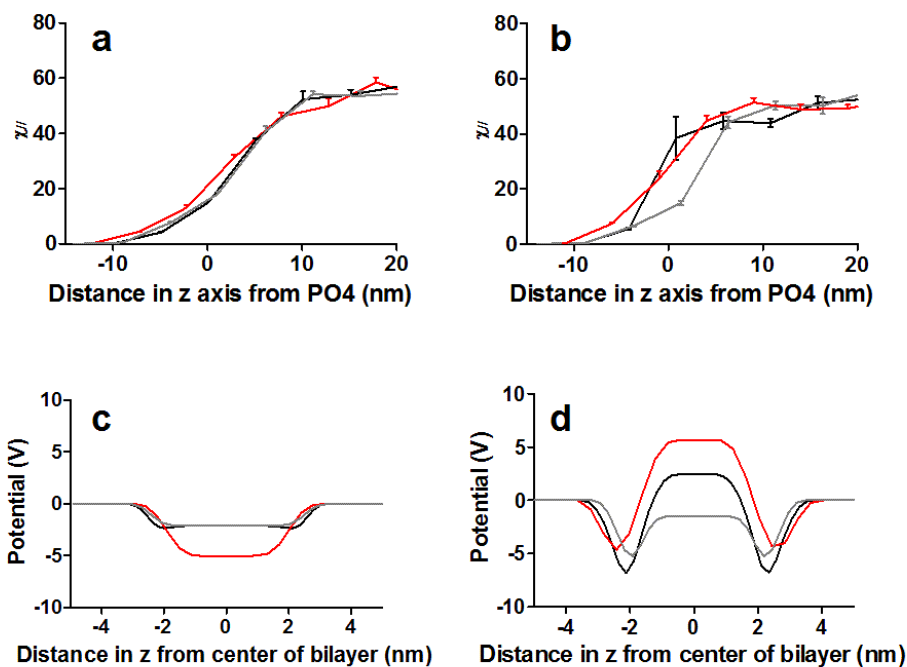 a
80
60
40
20
0
χ//
-10 0 10 20
Distance in z axis from PO4 (nm)
b
80
60
40
20
0
χ//
-10 0 10 20
Distance in z axis from PO4 (nm)
c
10
5
0
-5
-10
Potential (V)
-4 -2 0 2 4
Distance in z from center of bilayer (nm)
d
10
5
0
-5
-10
Potential (V)
-4 -2 0 2 4
Distance in z from center of bilayer (nm)